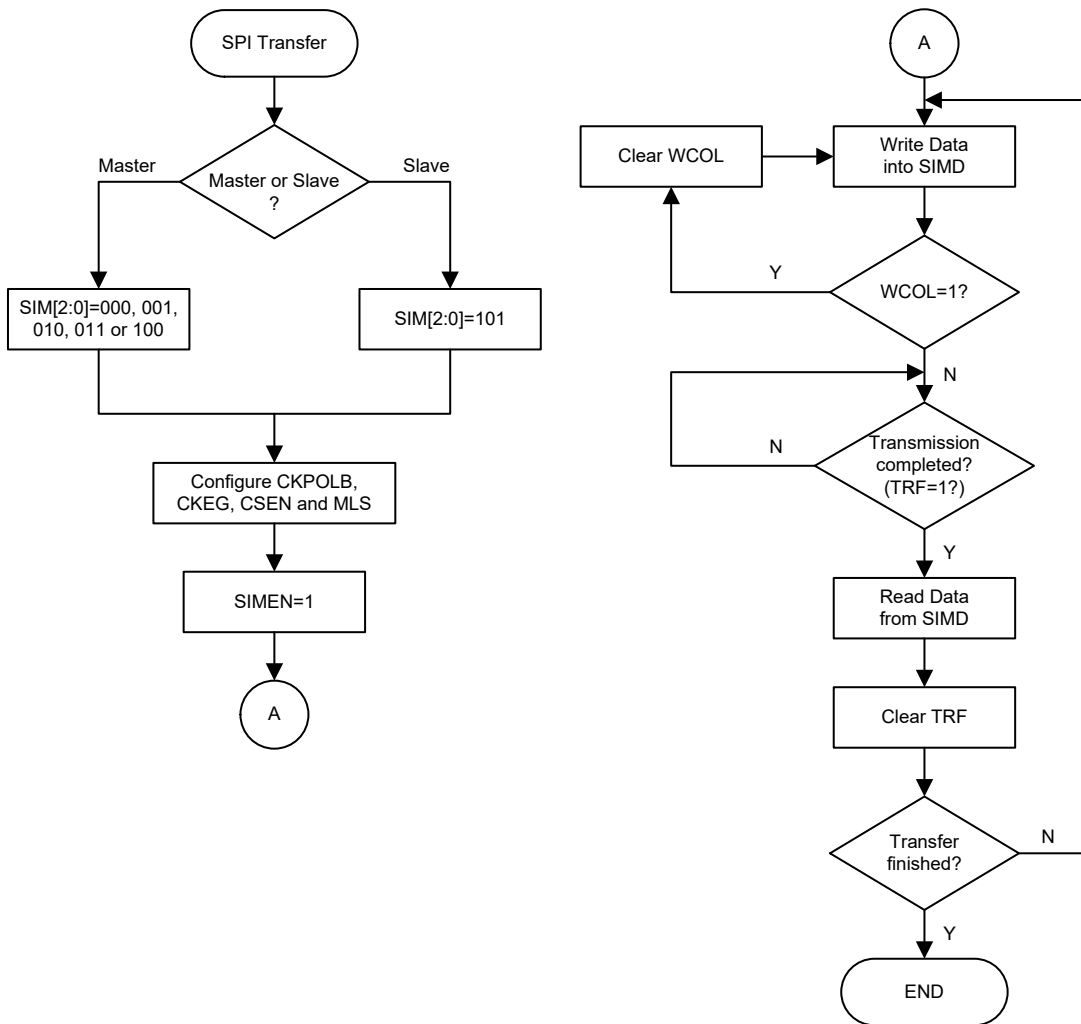 SPI Transfer
Master or Slave
?
Master
Slave
SIM[2:0]=000, 001,
010, 011 or 100
SIM[2:0]=101
Configure CKPOLB,
CKEG, CSEN and MLS
SIMEN=1
A
A
Write Data
into SIMD
Clear WCOL
WCOL=1?
Y
N
Transmission
completed?
(TRF=1?)
N
Y
Read Data
from SIMD
Clear TRF
Transfer
finished?
N
Y
END